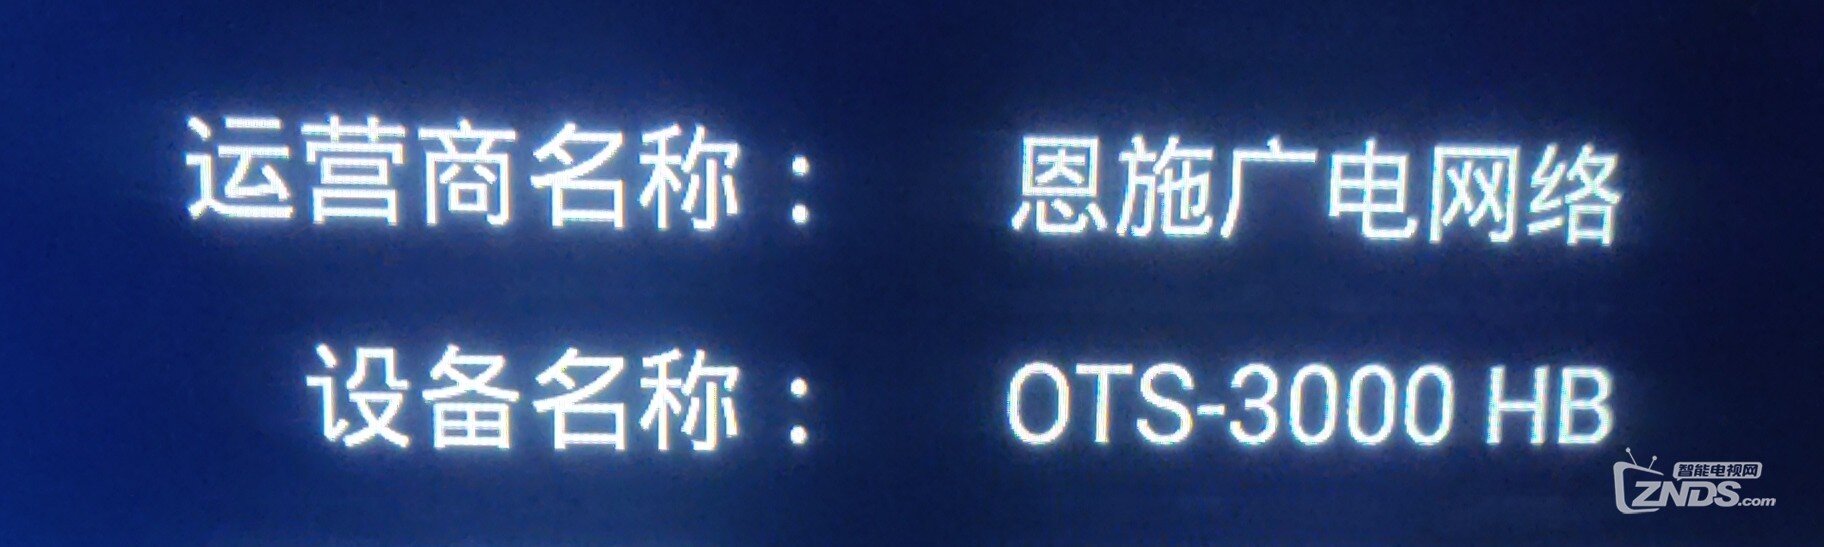 运营商名称： 恩施广电网络
设备名称： OTS-3000 HB
智能电视网
ZNDS.com